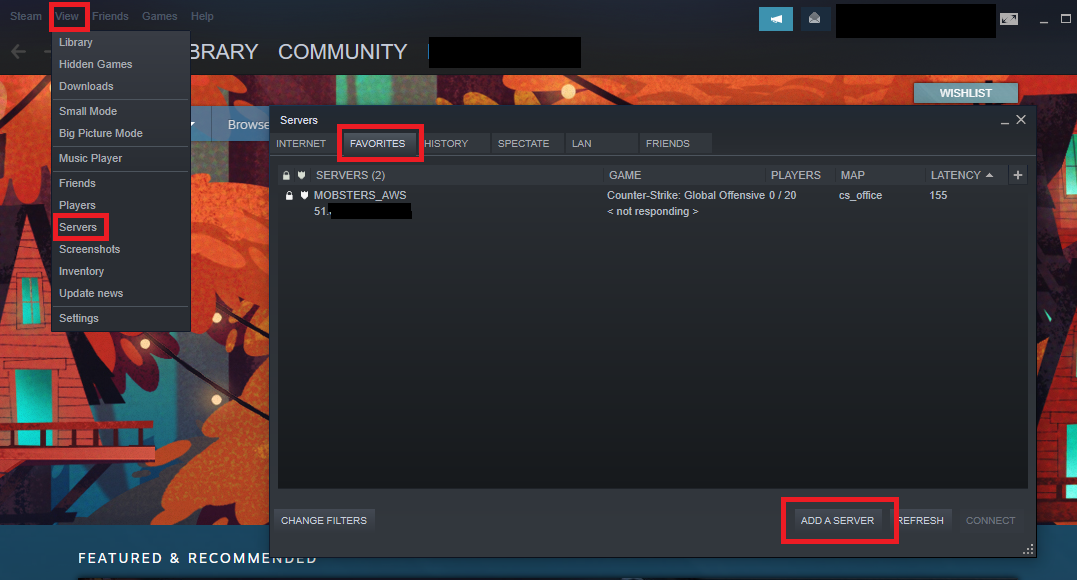 Steam View Friends Games Help
BRARY COMMUNITY
Library
Hidden Games
Downloads
Small Mode
Big Picture Mode
Music Player
Friends
Players
Servers
Screenshots
Inventory
Update news
Settings
WISHLIST
Browse
Servers
INTERNET FAVORITES HISTORY SPECTATE LAN FRIENDS
SERVERS (2) GAME PLAYERS MAP LATENCY +
MOBSTERS_AWS Counter-Strike: Global Offensive 0 / 20 cs_office 155
51. < not responding >
CHANGE FILTERS ADD A SERVER REFRESH CONNECT
FEATURED & RECOMMENDED